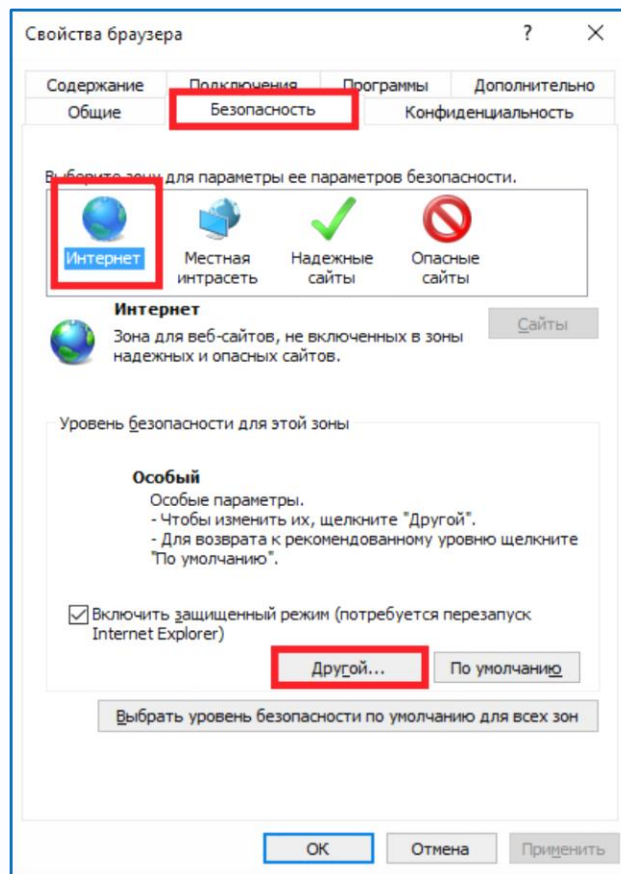 Свойства браузера
?
Содержание Подключения Программы Дополнительно
Общие Безопасность Конфиденциальность
Выберите зону для параметры ее параметров безопасности.
Интернет
Местная
интрасеть
Надежные
сайты
Опасные
сайты
Интернет
Зона для веб-сайтов, не включенных в зоны
надежных и опасных сайтов.
Сайты
Уровень безопасности для этой зоны
Особый
Особые параметры.
- Чтобы изменить их, щелкните "Другой".
- Для возврата к рекомендованному уровню щелкните
"По умолчанию".
Включить защищенный режим (потребуется перезапуск
Internet Explorer)
Другой... По умолчанию
Выбрать уровень безопасности по умолчанию для всех зон
OK Отмена Применить